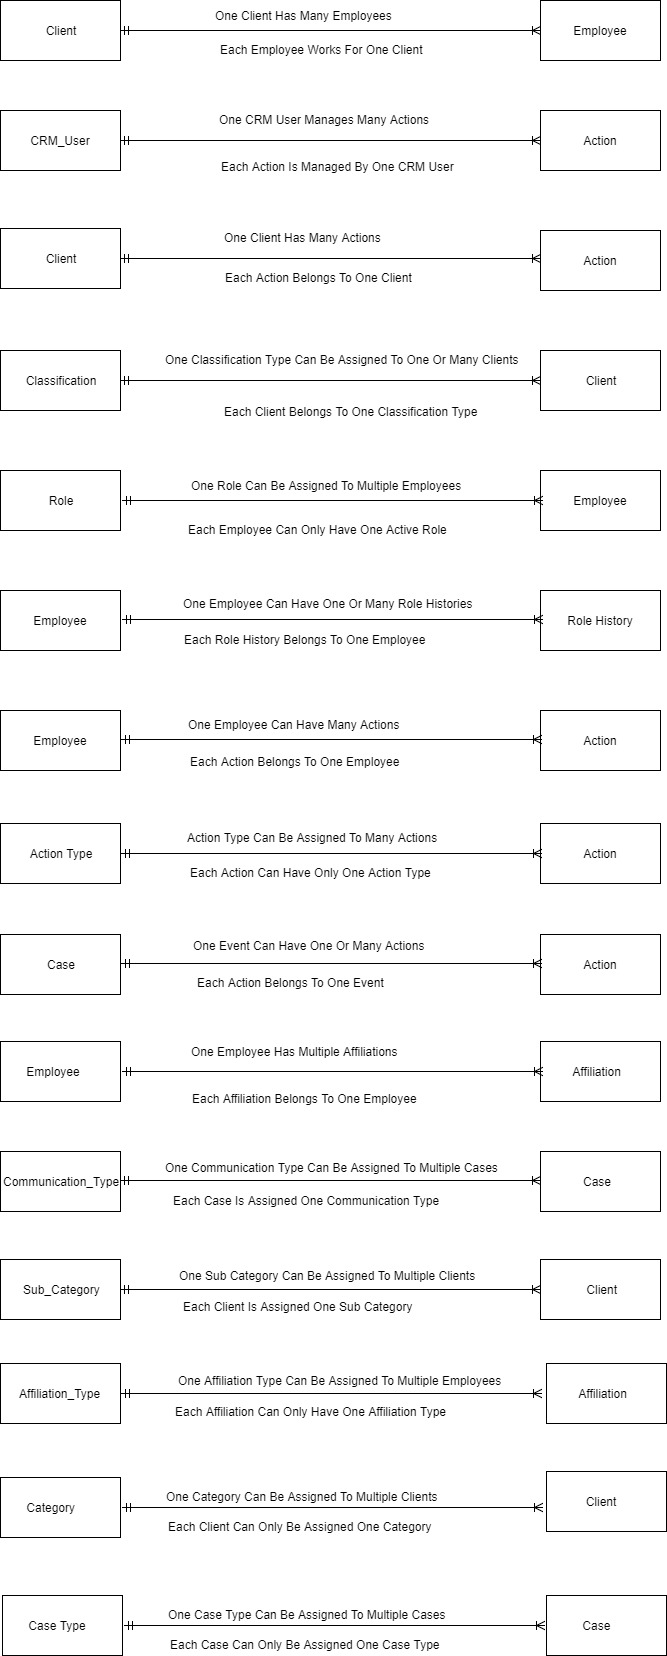 Client
One Client Has Many Employees
Employee
Each Employee Works For One Client
CRM_User
One CRM User Manages Many Actions
Action
Each Action Is Managed By One CRM User
Client
One Client Has Many Actions
Action
Each Action Belongs To One Client
Classification
One Classification Type Can Be Assigned To One Or Many Clients
Client
Each Client Belongs To One Classification Type
Role
One Role Can Be Assigned To Multiple Employees
Employee
Each Employee Can Only Have One Active Role
Employee
One Employee Can Have One Or Many Role Histories
Role History
Each Role History Belongs To One Employee
Employee
One Employee Can Have Many Actions
Action
Each Action Belongs To One Employee
Action Type
Action Type Can Be Assigned To Many Actions
Action
Each Action Can Have Only One Action Type
Case
One Event Can Have One Or Many Actions
Action
Each Action Belongs To One Event
Employee
One Employee Has Multiple Affiliations
Affiliation
Each Affiliation Belongs To One Employee
Communication_Type
One Communication Type Can Be Assigned To Multiple Cases
Case
Each Case Is Assigned One Communication Type
Sub_Category
One Sub Category Can Be Assigned To Multiple Clients
Client
Each Client Is Assigned One Sub Category
Affiliation_Type
One Affiliation Type Can Be Assigned To Multiple Employees
Affiliation
Each Affiliation Can Only Have One Affiliation Type
Category
One Category Can Be Assigned To Multiple Clients
Client
Each Client Can Only Be Assigned One Category
Case Type
One Case Type Can Be Assigned To Multiple Cases
Case
Each Case Can Only Be Assigned One Case Type